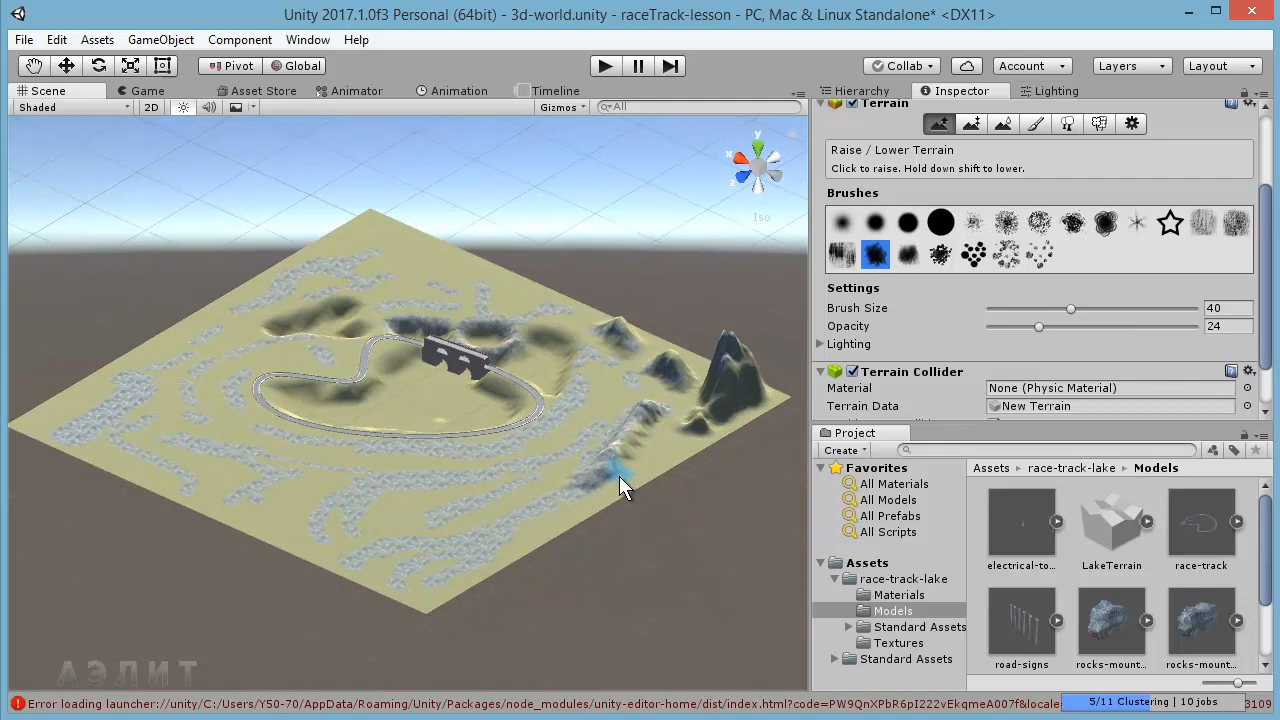 Unity 2017.1.0f3 Personal (64bit) - 3d-world.unity - raceTrack-lesson - PC, Mac & Linux Standalone* <DX11>
File Edit Assets GameObject Component Window Help
Pivot Global Collab Account Layers Layout
Scene Game Asset Store Animator Animation Timeline
Shaded 2D Gizmos All
y
x
z
Iso
АЭЛИТ
Hierarchy Inspector Lighting
Terrain
Raise / Lower Terrain
Click to raise. Hold down shift to lower.
Brushes
Settings
Brush Size 40
Opacity 24
Lighting
Terrain Collider
Material None (Physic Material)
Terrain Data New Terrain
Project
Create
Favorites
All Materials
All Models
All Prefabs
All Scripts
Assets
race-track-lake
Materials
Models
Standard Assets
Textures
Standard Assets
Assets race-track-lake Models
electrical-to... LakeTerrain race-track
road-signs rocks-mount... rocks-mount...
Error loading launcher://unity/C:/Users/Y50-70/AppData/Roaming/Unity/Packages/node_modules/unity-editor-home/dist/index.html?code=PW9QnXPbR6pI222vEkqmeA007f&locale 5/11 Clustering | 10 jobs 3109